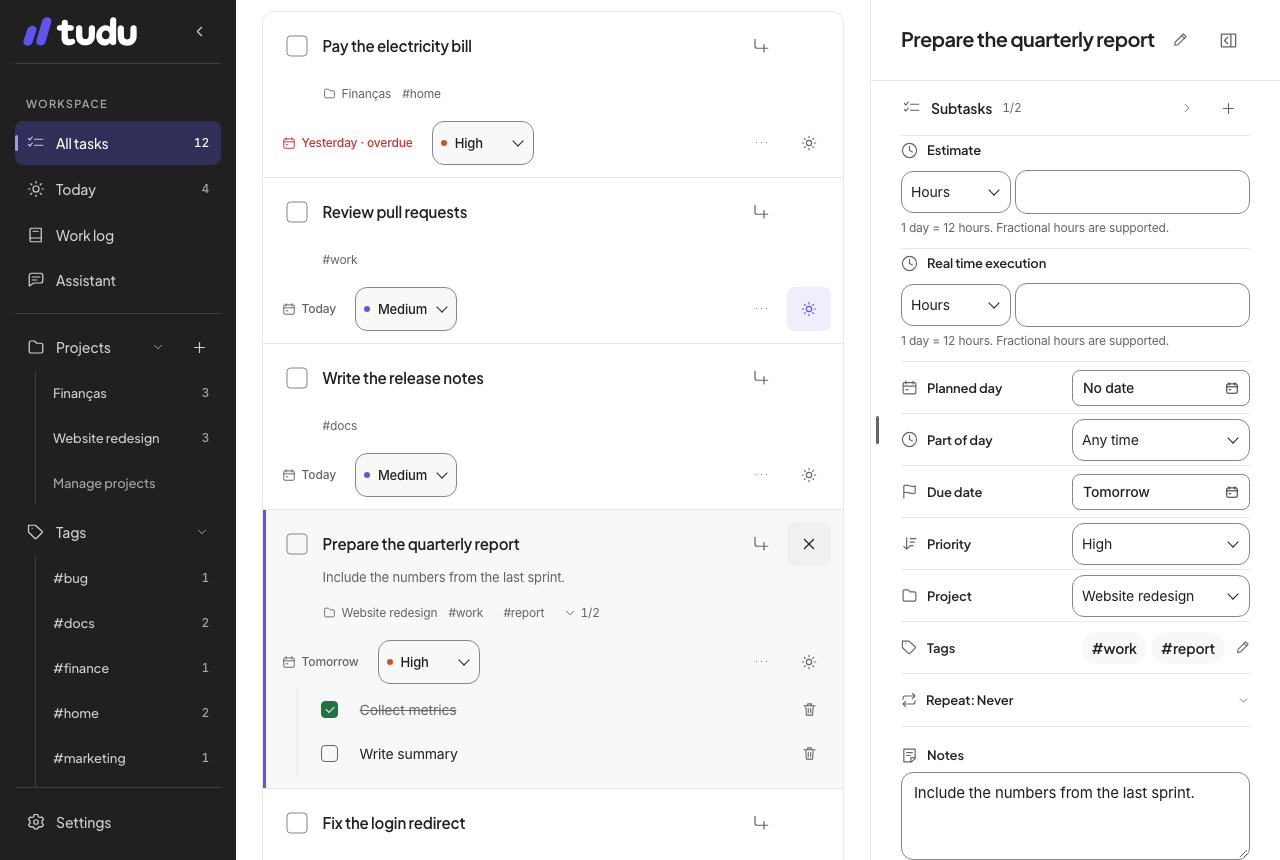 tudu
WORKSPACE
All tasks 12
Today 4
Work log
Assistant
Projects
Finanças 3
Website redesign 3
Manage projects
Tags
#bug 1
#docs 2
#finance 1
#home 2
#marketing 1
Settings
Pay the electricity bill
Finanças #home
Yesterday · overdue High ...
Review pull requests
#work
Today Medium ...
Write the release notes
#docs
Today Medium ...
Prepare the quarterly report
Include the numbers from the last sprint.
Website redesign #work #report 1/2
Tomorrow High ...
Collect metrics
Write summary
Fix the login redirect
Prepare the quarterly report
Subtasks 1/2
Estimate
Hours
1 day = 12 hours. Fractional hours are supported.
Real time execution
Hours
1 day = 12 hours. Fractional hours are supported.
Planned day No date
Part of day Any time
Due date Tomorrow
Priority High
Project Website redesign
Tags #work #report
Repeat: Never
Notes
Include the numbers from the last sprint.